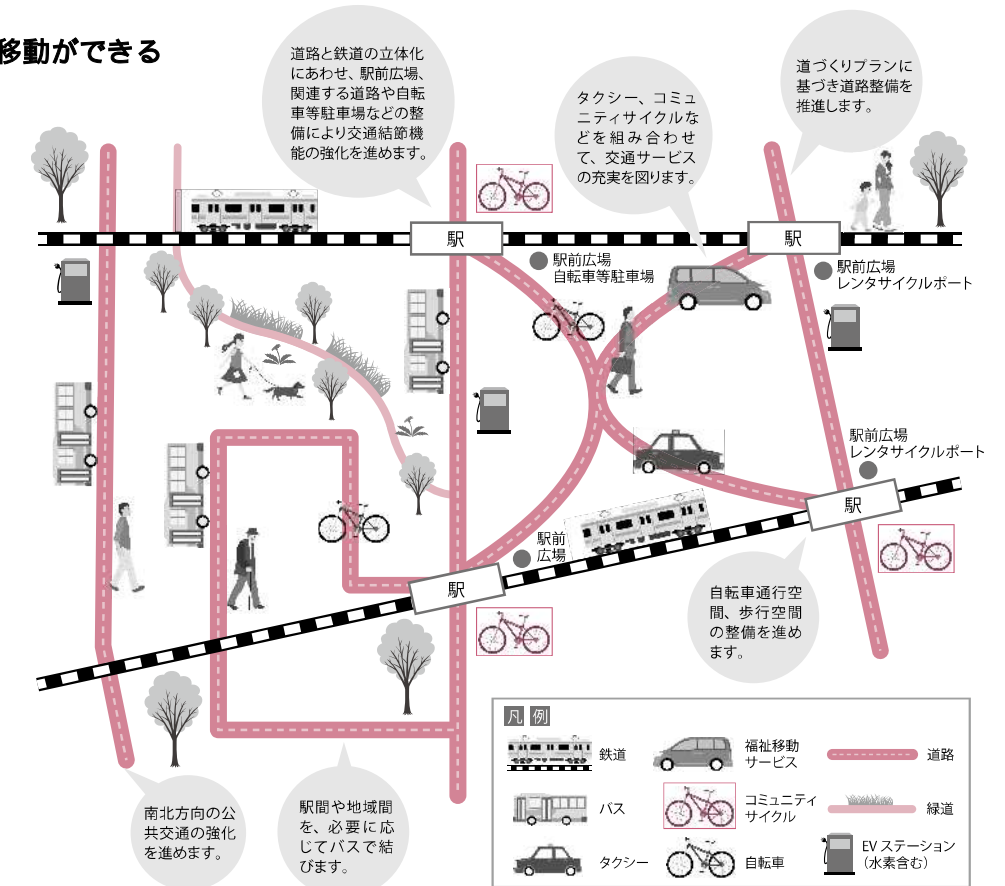 移動ができる
道路と鉄道の立体化
にあわせ、駅前広場、
関連する道路や自転
車等駐車場などの整
備により交通結節機
能の強化を進めます。
タクシー、コミュ
ニティサイクルな
どを組み合わせ
て、交通サービス
の充実を図ります。
道づくりプランに
基づき道路整備を
推進します。
駅
駅
駅前広場
自転車等駐車場
駅前広場
レンタサイクルポート
駅前広場
レンタサイクルポート
駅
駅前
広場
駅
自転車通行空
間、歩行空間
の整備を進め
ます。
南北方向の公
共交通の強化
を進めます。
駅間や地域間
を、必要に応
じてバスで結
びます。
凡例
鉄道
福祉移動
サービス
道路
バス
コミュニティ
サイクル
緑道
タクシー
自転車
EV ステーション
（水素含む）